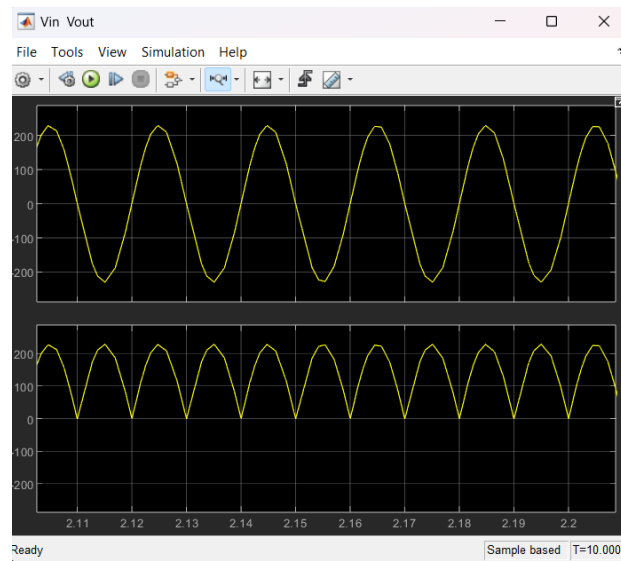 Vin Vout
File Tools View Simulation Help
200
100
0
-100
-200
200
100
0
-100
-200
2.11 2.12 2.13 2.14 2.15 2.16 2.17 2.18 2.19 2.2
Ready Sample based T=10.000